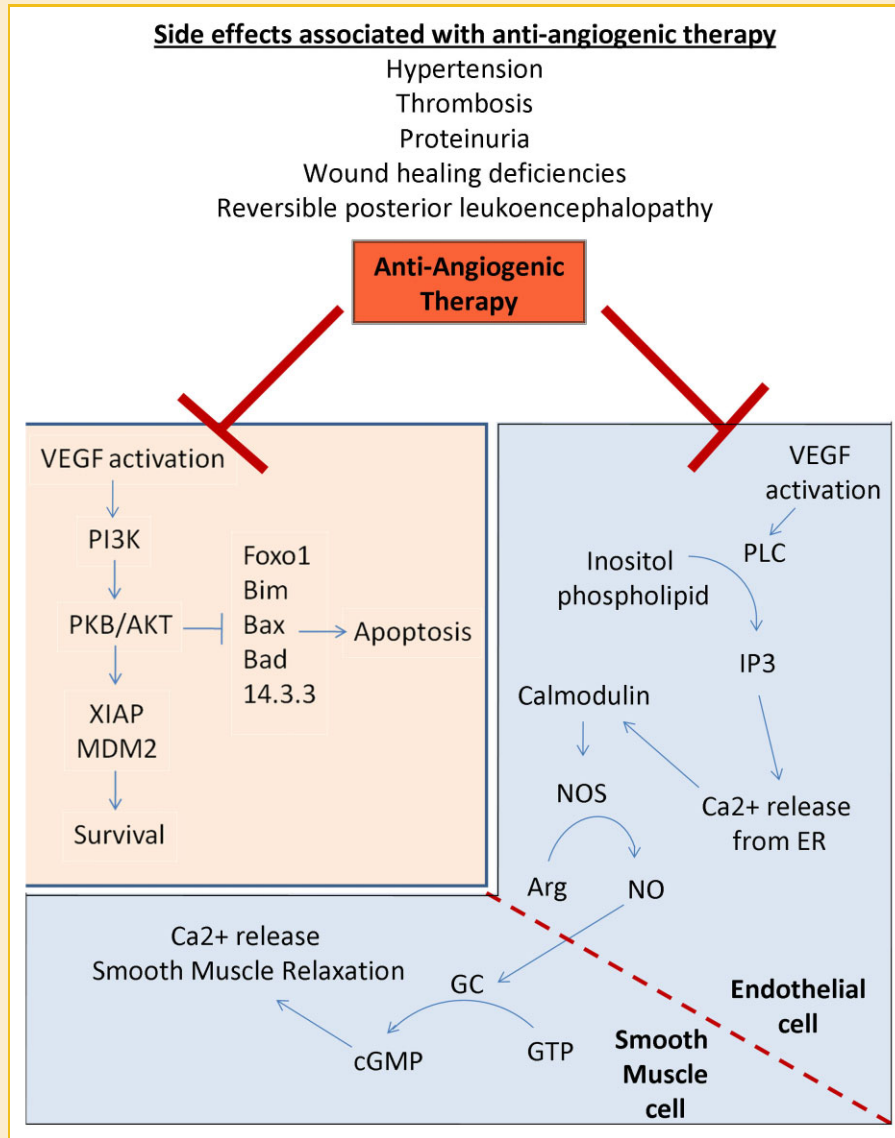 Side effects associated with anti-angiogenic therapy
Hypertension
Thrombosis
Proteinuria
Wound healing deficiencies
Reversible posterior leukoencephalopathy
Anti-Angiogenic
Therapy
VEGF activation
PI3K
PKB/AKT
XIAP
MDM2
Survival
Foxo1
Bim
Bax
Bad
14.3.3
Apoptosis
VEGF
activation
PLC
Inositol
phospholipid
IP3
Calmodulin
Ca2+ release
from ER
NOS
Arg
NO
Ca2+ release
Smooth Muscle Relaxation
GC
cGMP
GTP
Endothelial
cell
Smooth
Muscle
cell